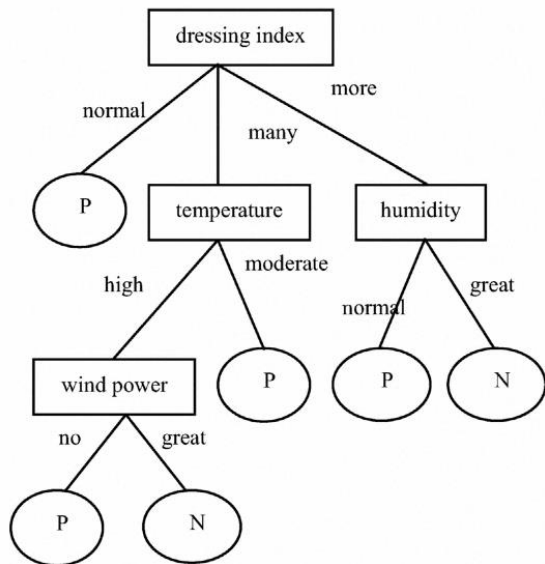 dressing index
normal
many
more
P
temperature
humidity
high
moderate
normal
great
wind power
P
P
N
no
great
P
N